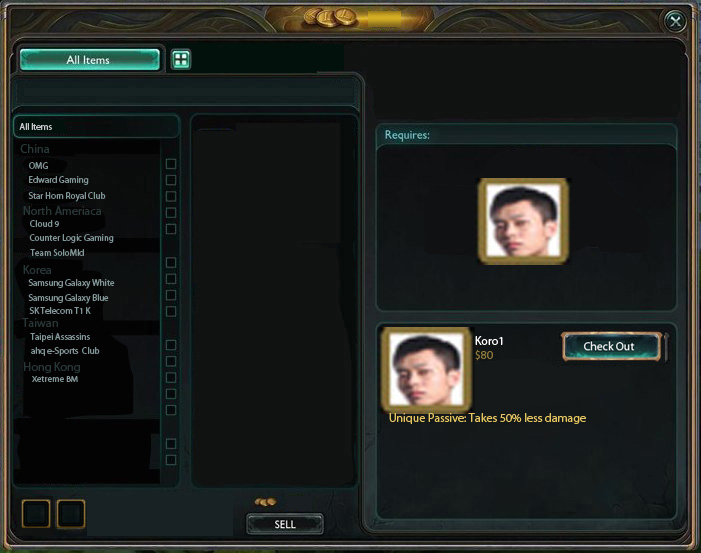 All Items
All Items
China
OMG
Edward Gaming
Star Horn Royal Club
North Ameriaca
Cloud 9
Counter Logic Gaming
Team SoloMId
Korea
Samsung Galaxy White
Samsung Galaxy Blue
SKTelecom T1 K
Taiwan
Taipei Assassins
ahq e-Sports Club
Hong Kong
Xetreme BM
SELL
Requires:
Koro1
$80
Check Out
Unique Passive: Takes 50% less damage